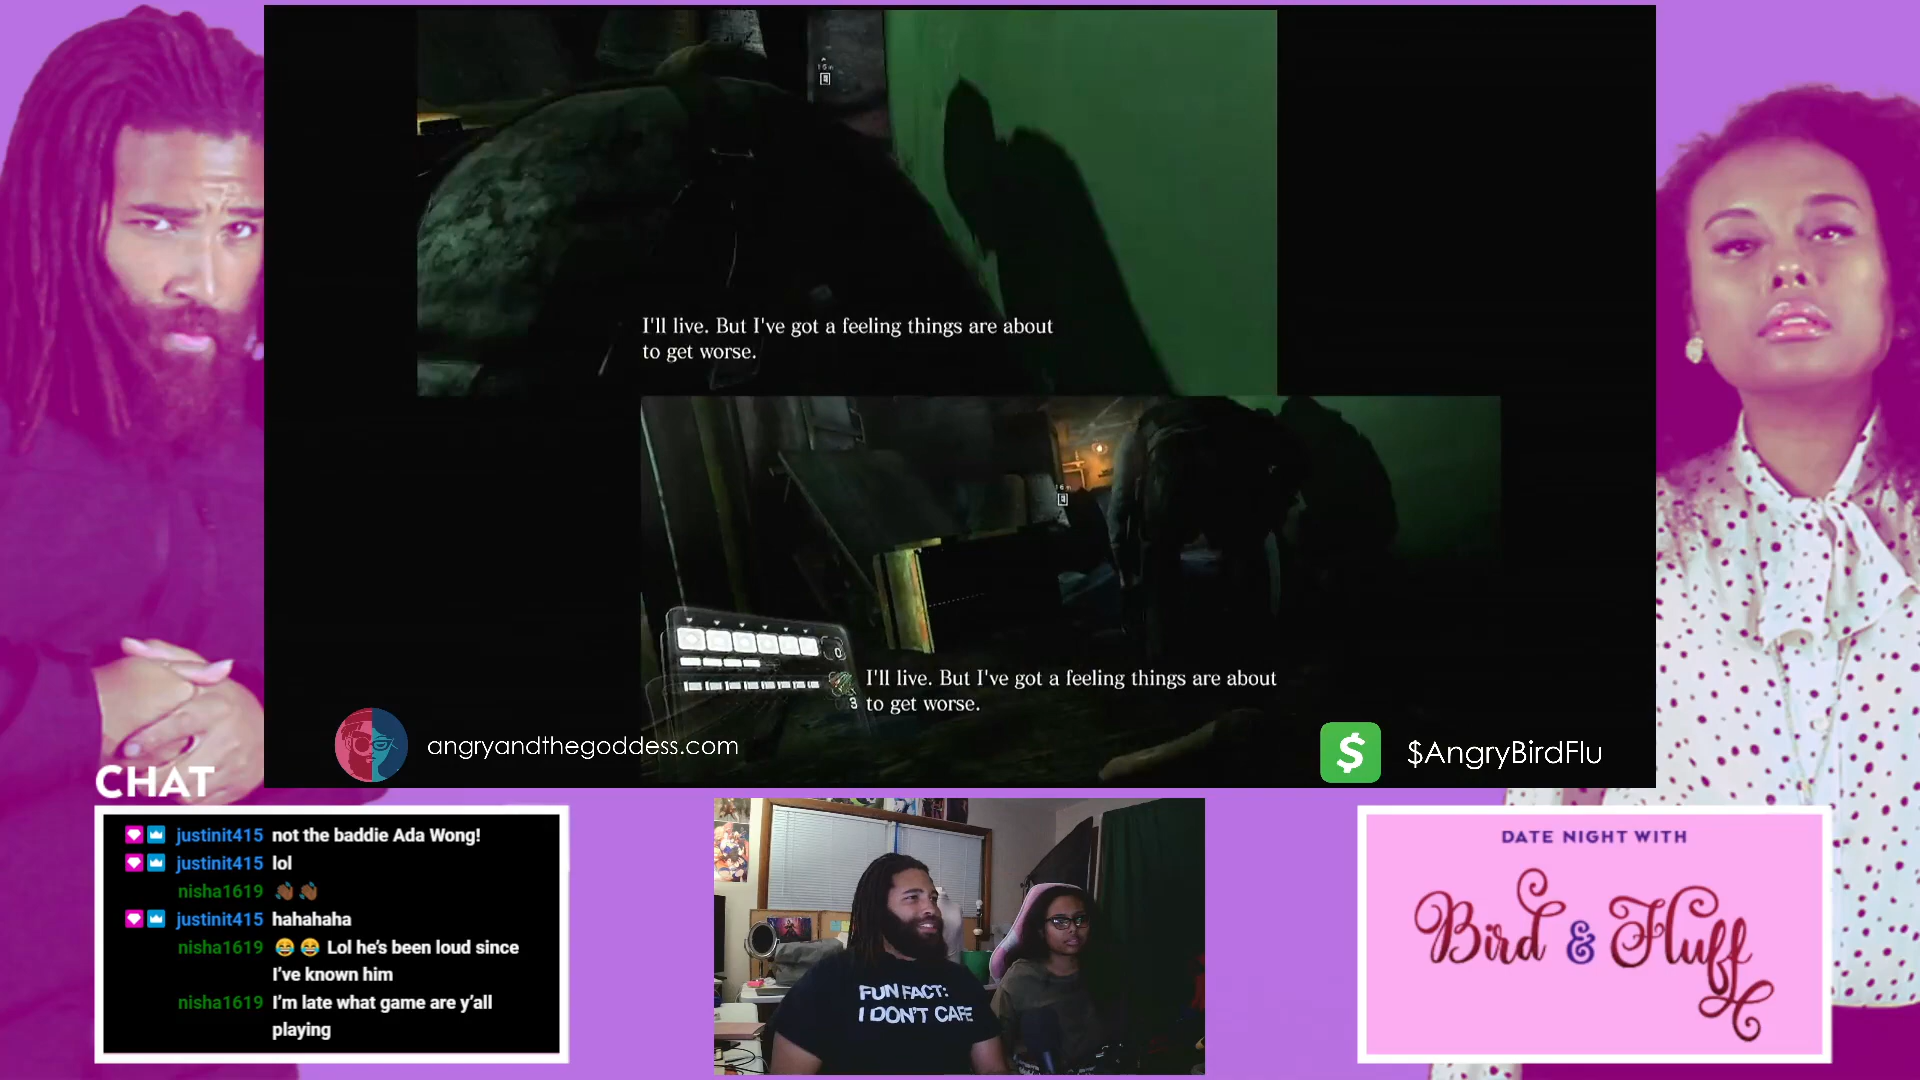 I'll live. But I've got a feeling things are about
to get worse.
0
3
I'll live. But I've got a feeling things are about
to get worse.
angryandthegoddess.com
$
$AngryBirdFlu
CHAT
justinit415 not the baddie Ada Wong!
justinit415 lol
nisha1619 👏🏾 👏🏾
justinit415 hahahaha
nisha1619 😂 😂 Lol he's been loud since
I've known him
nisha1619 I'm late what game are y'all
playing
FUN FACT:
I DON'T CARE
DATE NIGHT WITH
Bird & Fluff